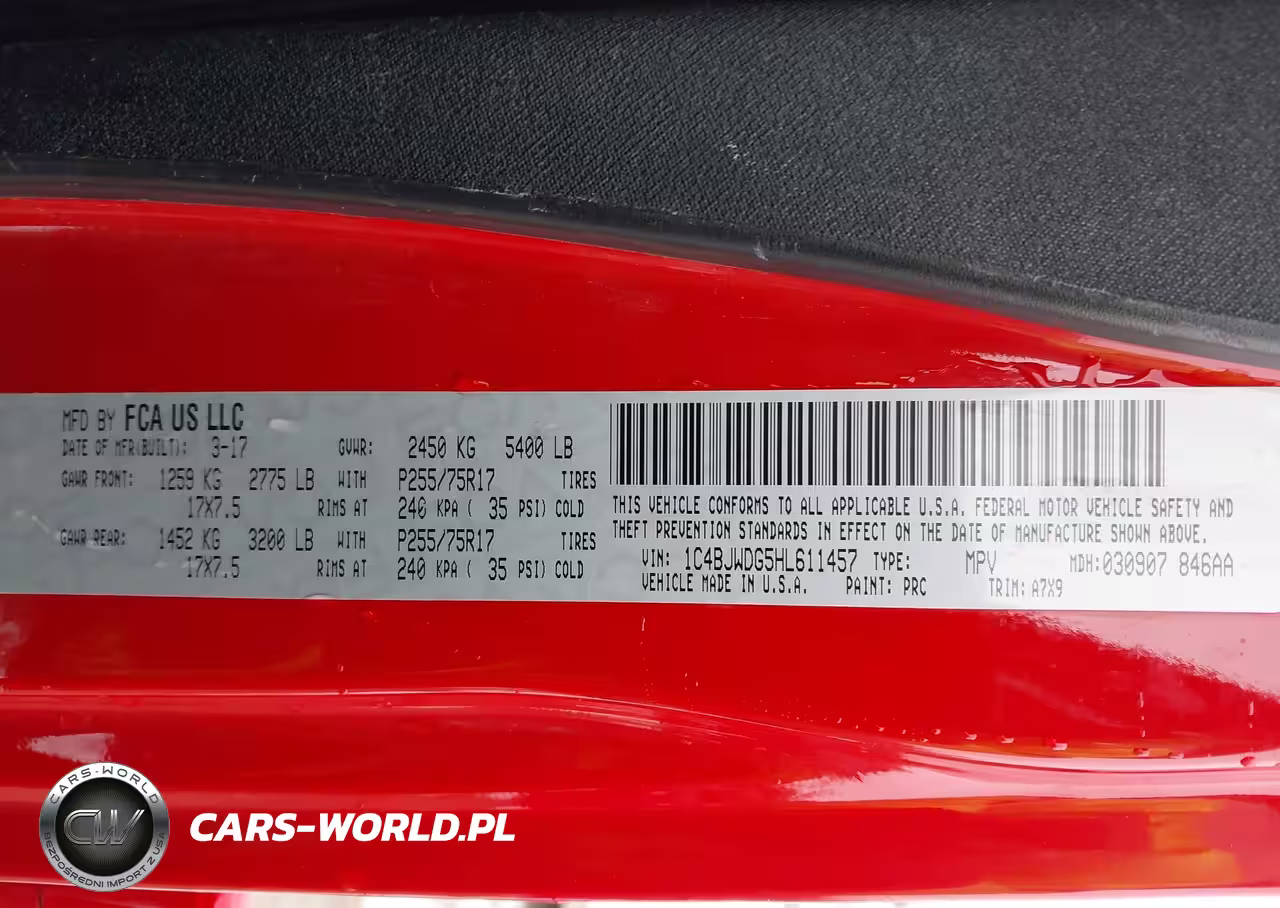 MFD BY FCA US LLC
DATE OF MFR(BUILT): 3-17 GVWR: 2450 KG 5400 LB
GAWR FRONT: 1259 KG 2775 LB WITH P255/75R17 TIRES
17X7.5 RIMS AT 240 KPA ( 35 PSI) COLD
GAWR REAR: 1452 KG 3200 LB WITH P255/75R17 TIRES
17X7.5 RIMS AT 240 KPA ( 35 PSI) COLD
THIS VEHICLE CONFORMS TO ALL APPLICABLE U.S.A. FEDERAL MOTOR VEHICLE SAFETY AND
THEFT PREVENTION STANDARDS IN EFFECT ON THE DATE OF MANUFACTURE SHOWN ABOVE.
VIN: 1C4BJWDG5HL611457 TYPE: MPV MDH:030907 846AA
VEHICLE MADE IN U.S.A. PAINT: PRC TRIM: A7X9
CARS-WORLD
CW
BEZPOŚREDNI IMPORT Z USA
CARS-WORLD.PL